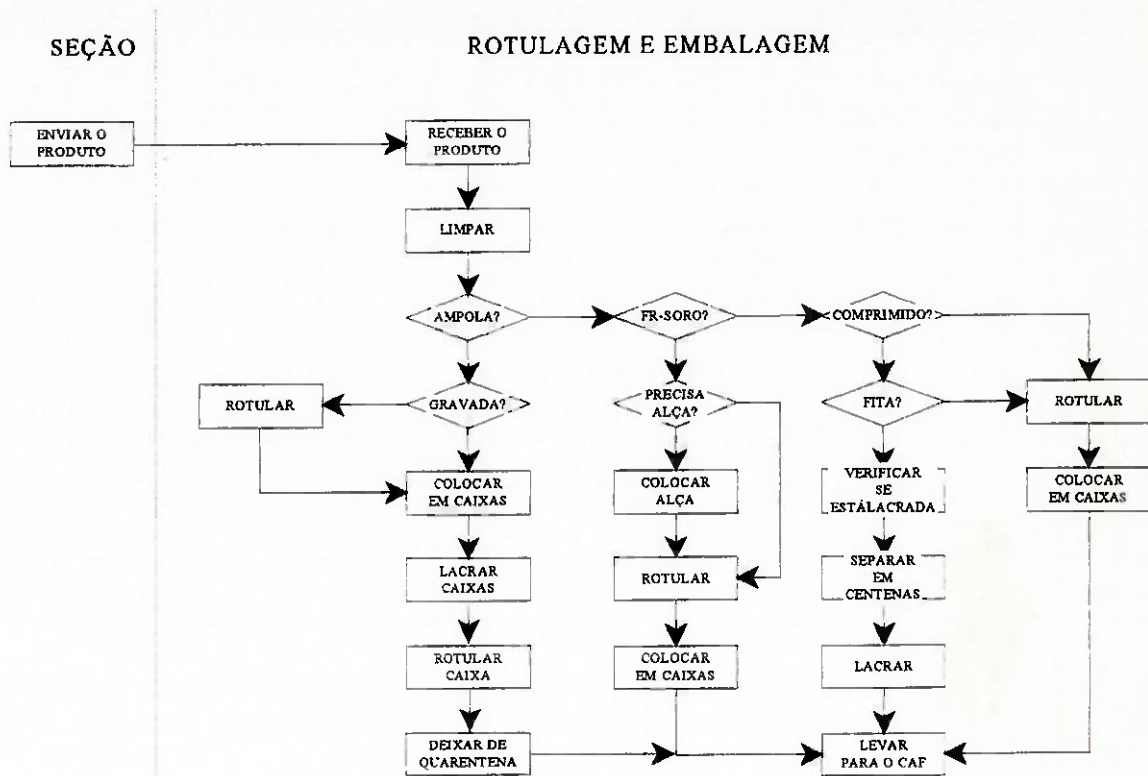 SEÇÃO
ROTULAGEM E EMBALAGEM
ENVIAR O
PRODUTO
RECEBER O
PRODUTO
LIMPAR
AMPOLA?
FR-SORO?
COMPRIMIDO?
ROTULAR
GRAVADA?
PRECISA
ALÇA?
FITA?
ROTULAR
COLOCAR
EM CAIXAS
COLOCAR
ALÇA
VERIFICAR
SE
ESTÁLACRADA
COLOCAR
EM CAIXAS
LACRAR
CAIXAS
ROTULAR
SEPARAR
EM
CENTENAS
ROTULAR
CAIXA
COLOCAR
EM CAIXAS
LACRAR
DEIXAR DE
QUARENTENA
LEVAR
PARA O CAF